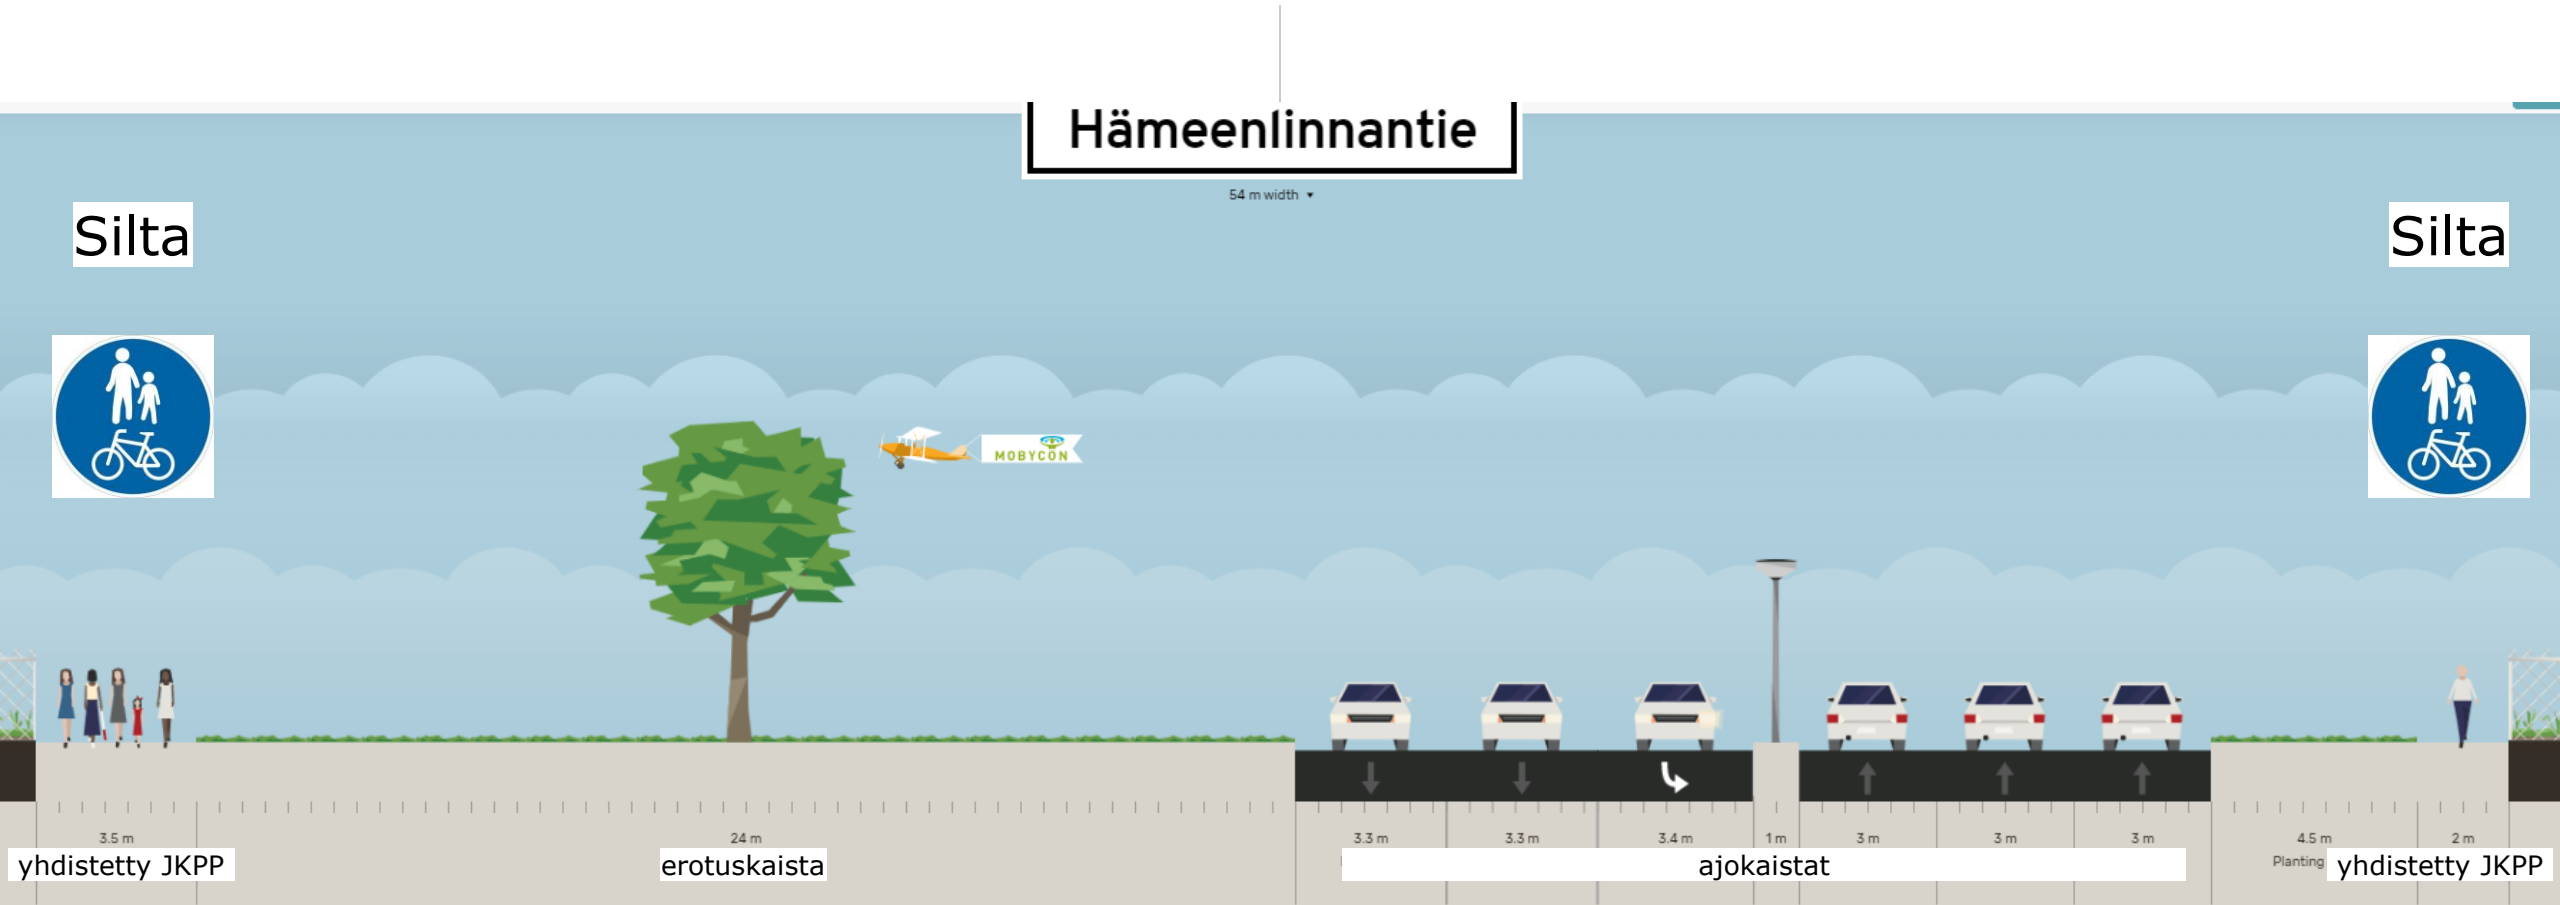 Hämeenlinnantie
54 m width ▾
Silta
Silta
MOBYCON
3.5 m
24 m
3.3 m
3.3 m
3.4 m
1 m
3 m
3 m
3 m
4.5 m
2 m
yhdistetty JKPP
erotuskaista
ajokaistat
Planting
yhdistetty JKPP